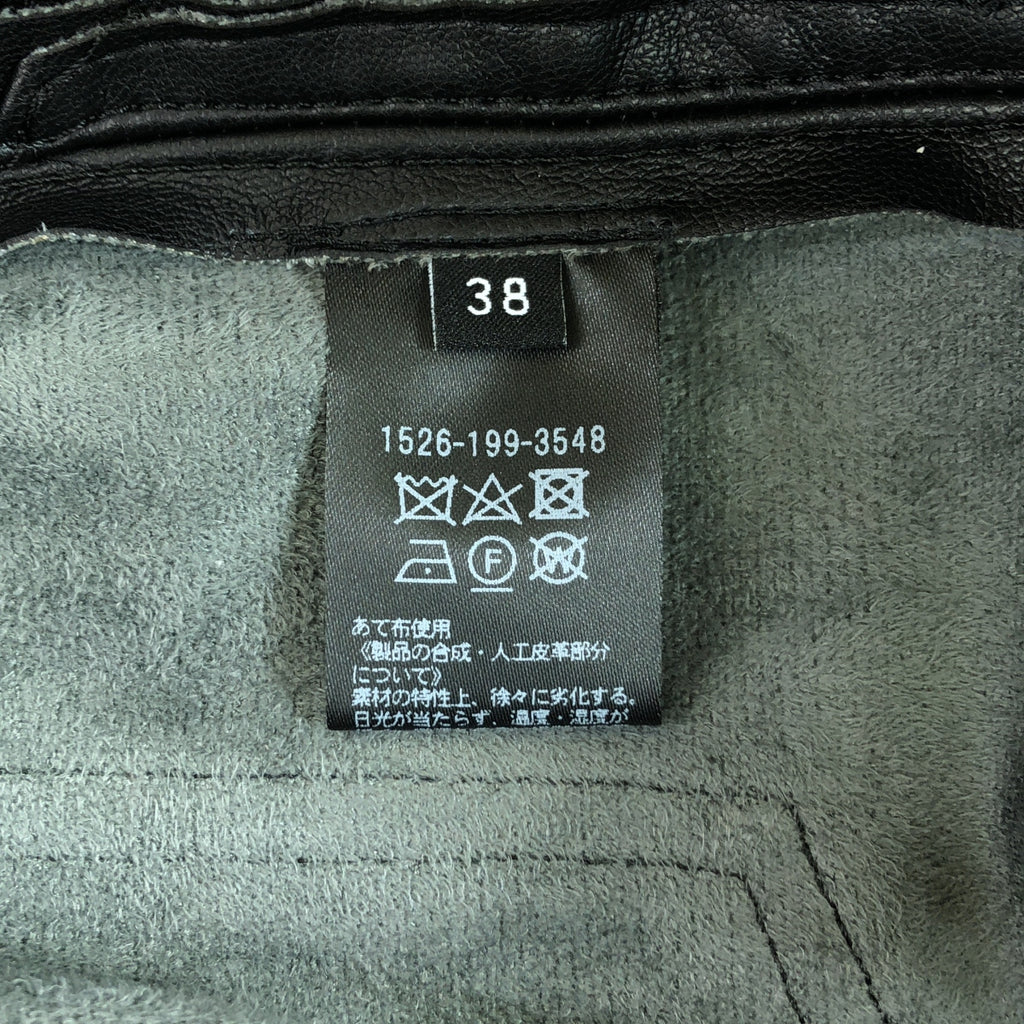 38
1526-199-3548
F
W
あて布使用
《製品の合成・人工皮革部分
について》
素材の特性上、徐々に劣化する。
日光が当たらず、温度・湿度が